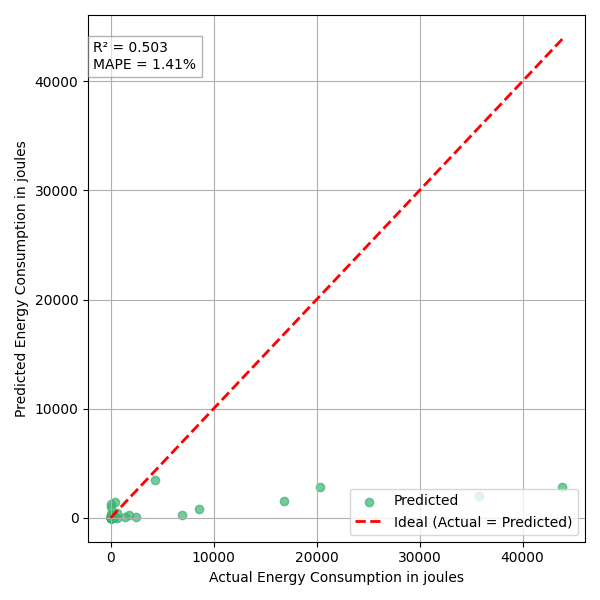 R² = 0.503
MAPE = 1.41%
40000
30000
20000
10000
0
Predicted Energy Consumption in joules
Predicted
Ideal (Actual = Predicted)
0
10000
20000
30000
40000
Actual Energy Consumption in joules